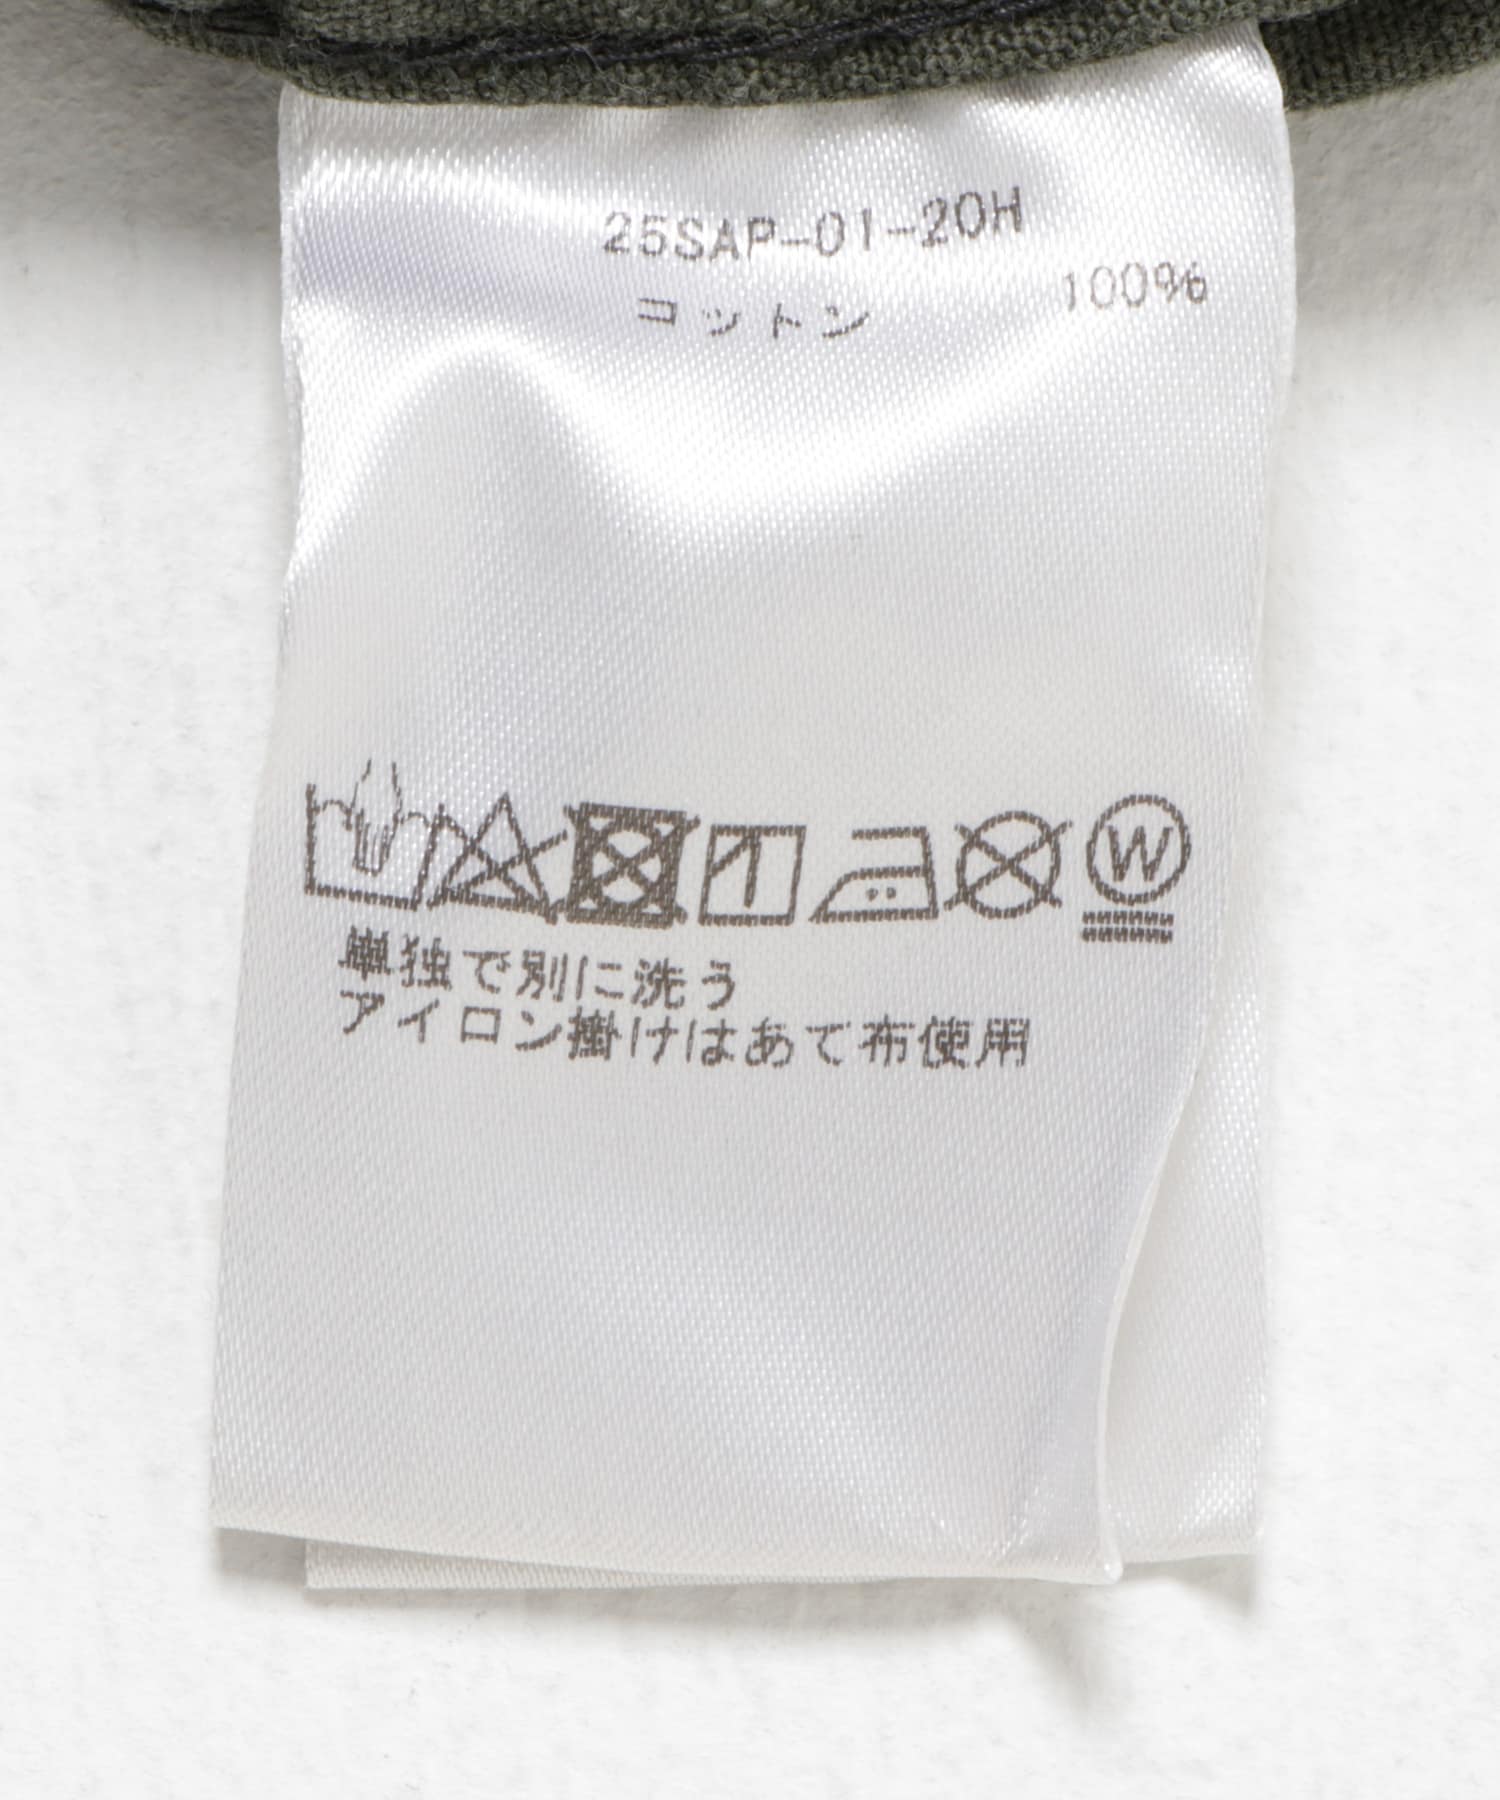 25SAP-01-20H
コットン 100%
W
単独で別に洗う
アイロン掛けはあて布使用